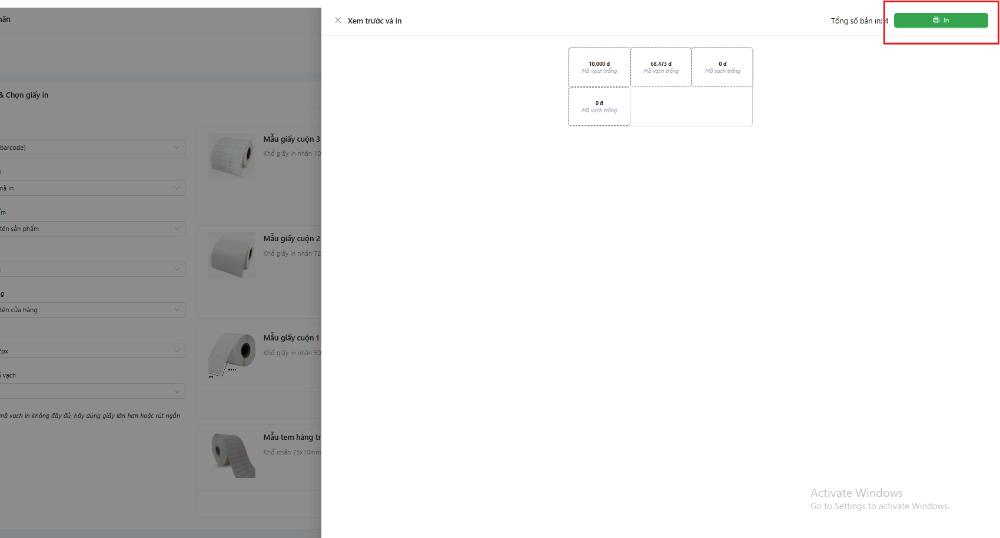 Xem trước và in
Tổng số bản in: 4
In
10,000 đ
Mã vạch trống
68,473 đ
Mã vạch trống
0 đ
Mã vạch trống
0 đ
Mã vạch trống
& Chọn giấy in
barcode)
mã in
tên sản phẩm
tên cửa hàng
vạch
mã vạch in không đầy đủ, hãy dùng giấy lớn hơn hoặc rút ngắn
Mẫu giấy cuộn 3
Khổ giấy in nhãn 10
Mẫu giấy cuộn 2
Khổ giấy in nhãn 72
Mẫu giấy cuộn 1
Khổ giấy in nhãn 50
Mẫu tem hàng tr
Khổ nhãn 75x10mm
Activate Windows
Go to Settings to activate Windows.